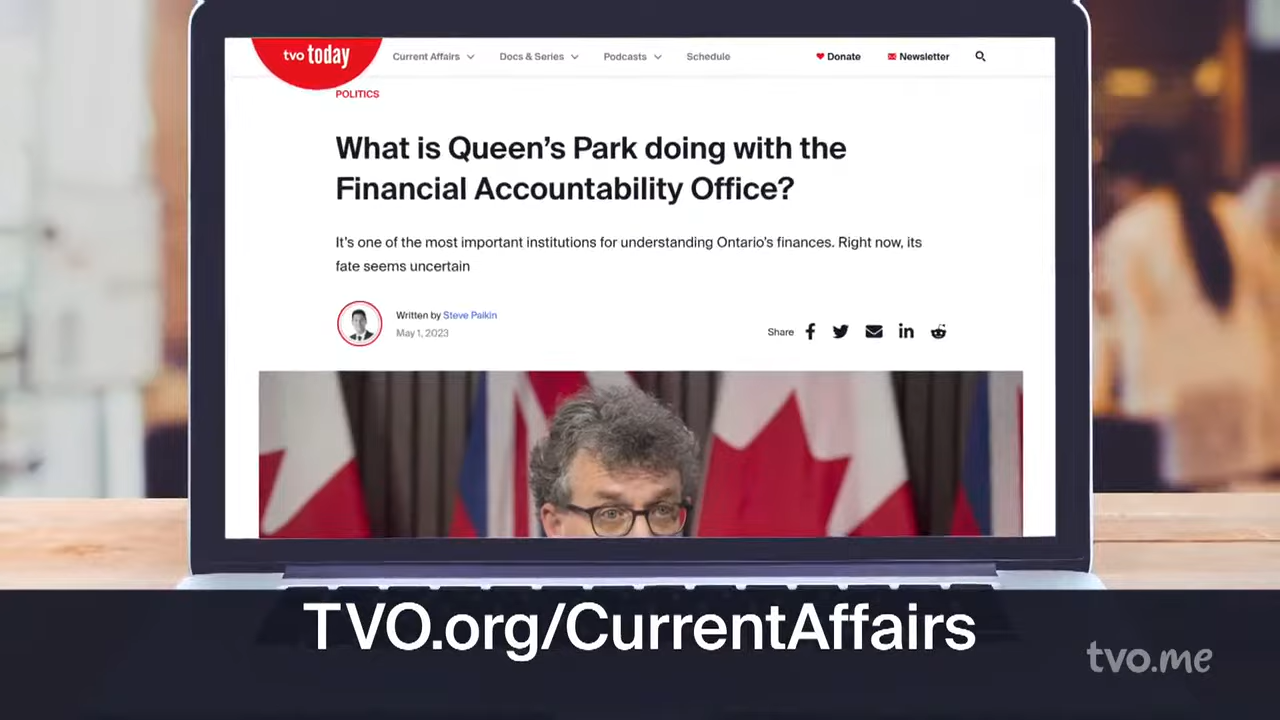 tvo today
Current Affairs
Docs & Series
Podcasts
Schedule
Donate
Newsletter
POLITICS
What is Queen's Park doing with the
Financial Accountability Office?
It's one of the most important institutions for understanding Ontario's finances. Right now, its
fate seems uncertain
Written by Steve Paikin
May 1, 2023
Share
TVO.org/CurrentAffairs
tvo.me